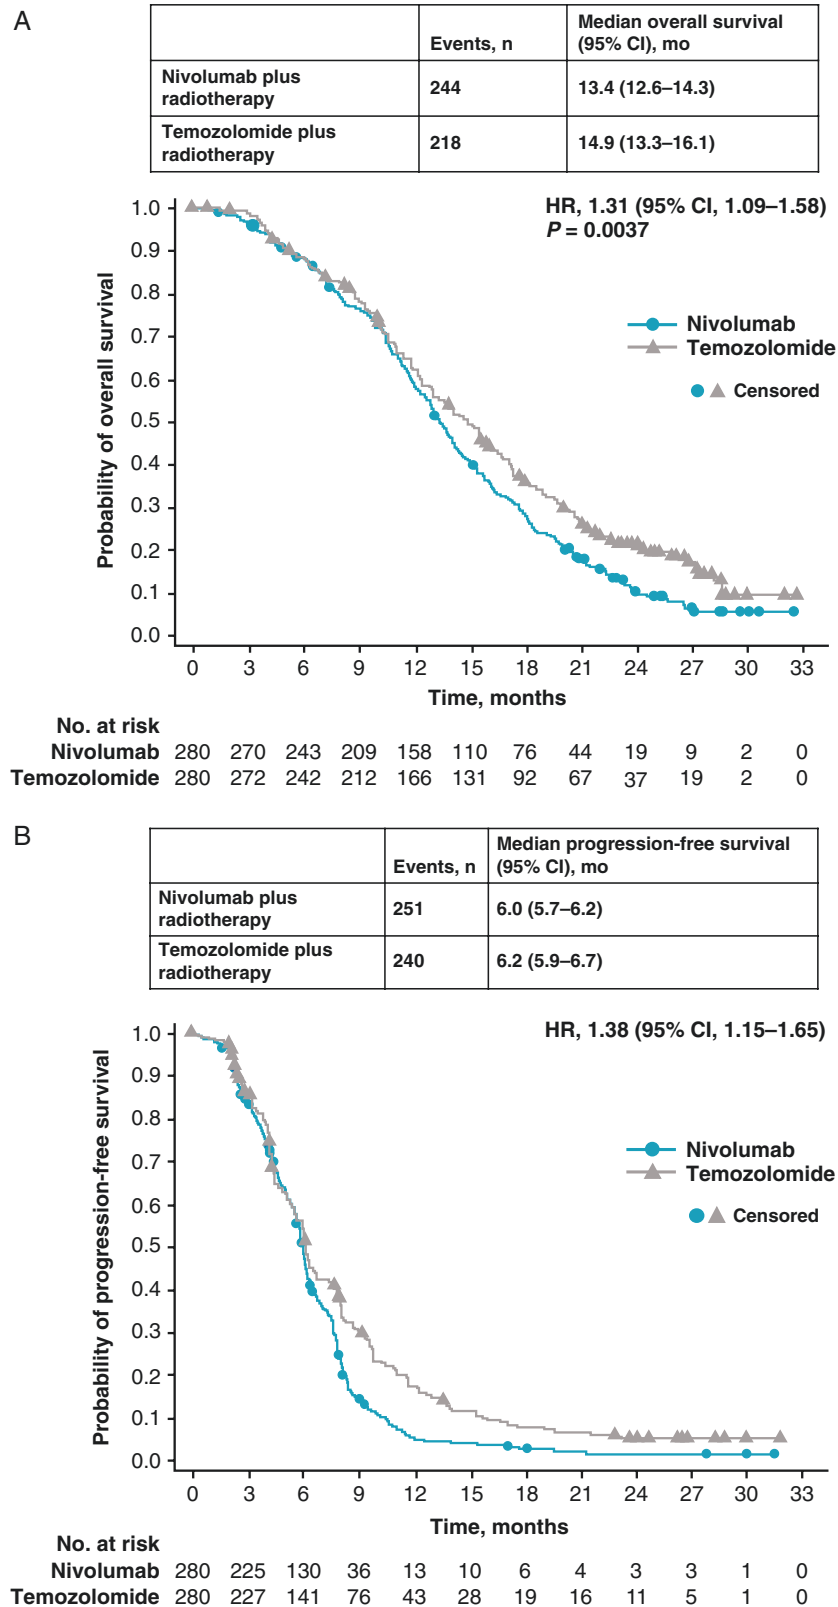 A
Events, n
Median overall survival
(95% CI), mo
Nivolumab plus
radiotherapy
244
13.4 (12.6–14.3)
Temozolomide plus
radiotherapy
218
14.9 (13.3–16.1)
HR, 1.31 (95% CI, 1.09–1.58)
P = 0.0037
Probability of overall survival
1.0
0.9
0.8
0.7
0.6
0.5
0.4
0.3
0.2
0.1
0.0
Nivolumab
Temozolomide
Censored
0 3 6 9 12 15 18 21 24 27 30 33
Time, months
No. at risk
Nivolumab 280 270 243 209 158 110 76 44 19 9 2 0
Temozolomide 280 272 242 212 166 131 92 67 37 19 2 0
B
Events, n
Median progression-free survival
(95% CI), mo
Nivolumab plus
radiotherapy
251
6.0 (5.7–6.2)
Temozolomide plus
radiotherapy
240
6.2 (5.9–6.7)
HR, 1.38 (95% CI, 1.15–1.65)
Probability of progression-free survival
1.0
0.9
0.8
0.7
0.6
0.5
0.4
0.3
0.2
0.1
0.0
Nivolumab
Temozolomide
Censored
0 3 6 9 12 15 18 21 24 27 30 33
Time, months
No. at risk
Nivolumab 280 225 130 36 13 10 6 4 3 3 1 0
Temozolomide 280 227 141 76 43 28 19 16 11 5 1 0